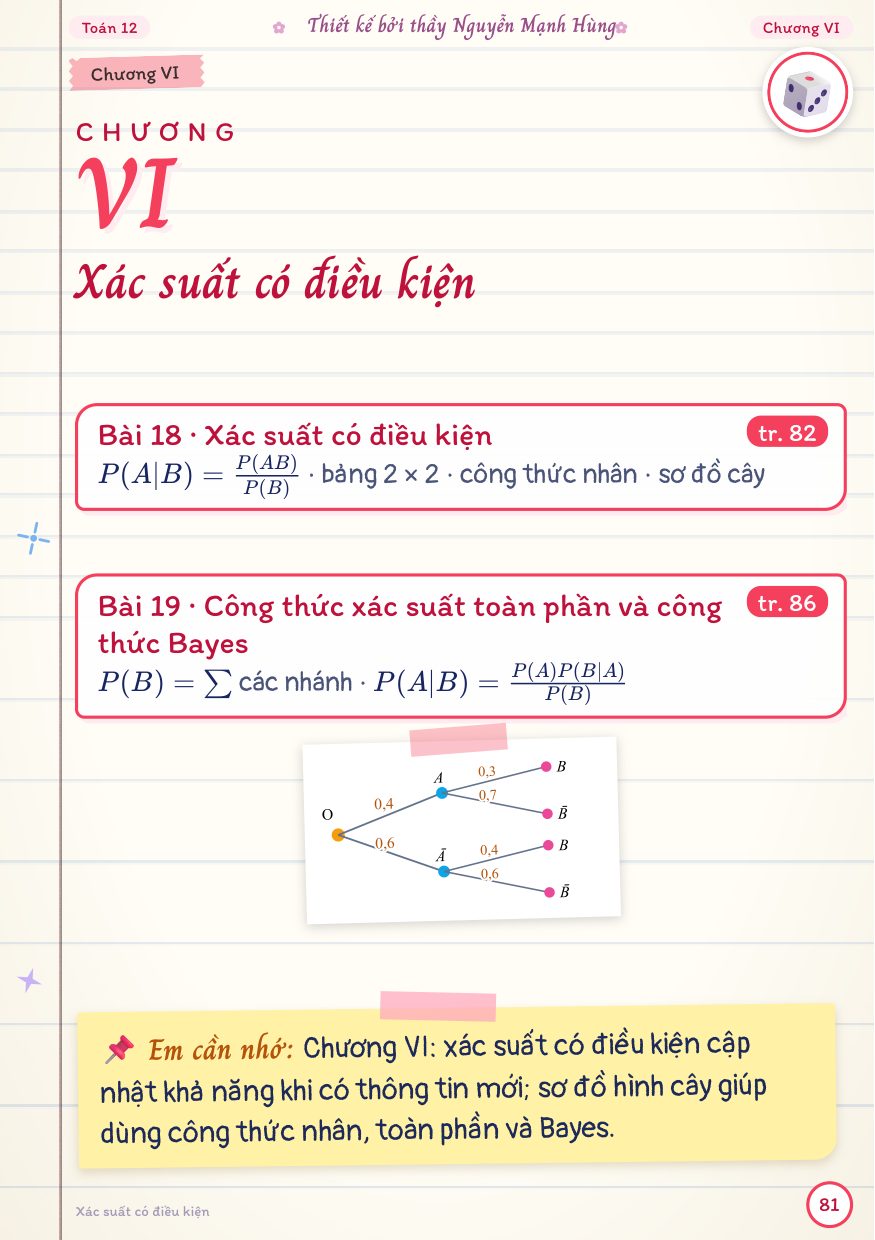 Toán 12
Thiết kế bởi thầy Nguyễn Mạnh Hùng
Chương VI
Chương VI
CHƯƠNG
VI
Xác suất có điều kiện
Bài 18 · Xác suất có điều kiện
tr. 82
P(A|B) = P(AB)/P(B) · bảng 2 × 2 · công thức nhân · sơ đồ cây
Bài 19 · Công thức xác suất toàn phần và công
thức Bayes
tr. 86
P(B) = ∑ các nhánh · P(A|B) = P(A)P(B|A)/P(B)
O
0,4
0,6
A
0,3
B
0,7
B̄
Ā
0,4
B
0,6
B̄
Em cần nhớ: Chương VI: xác suất có điều kiện cập
nhật khả năng khi có thông tin mới; sơ đồ hình cây giúp
dùng công thức nhân, toàn phần và Bayes.
Xác suất có điều kiện
81